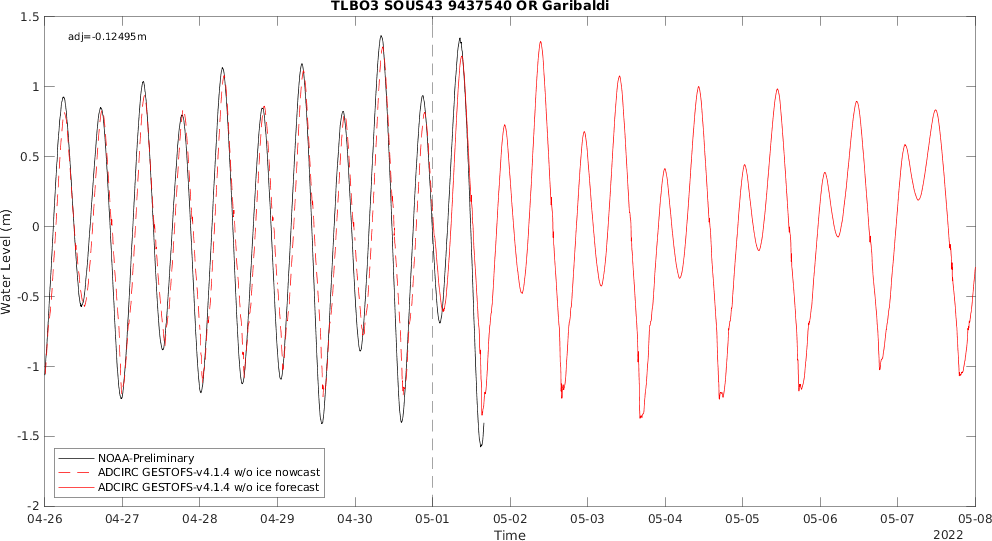 TLBO3 SOUS43 9437540 OR Garibaldi
adj=-0.12495m
1.5
1
0.5
0
-0.5
-1
-1.5
-2
Water Level (m)
NOAA-Preliminary
ADCIRC GESTOFS-v4.1.4 w/o ice nowcast
ADCIRC GESTOFS-v4.1.4 w/o ice forecast
04-26 04-27 04-28 04-29 04-30 05-01 05-02 05-03 05-04 05-05 05-06 05-07 05-08
Time
2022